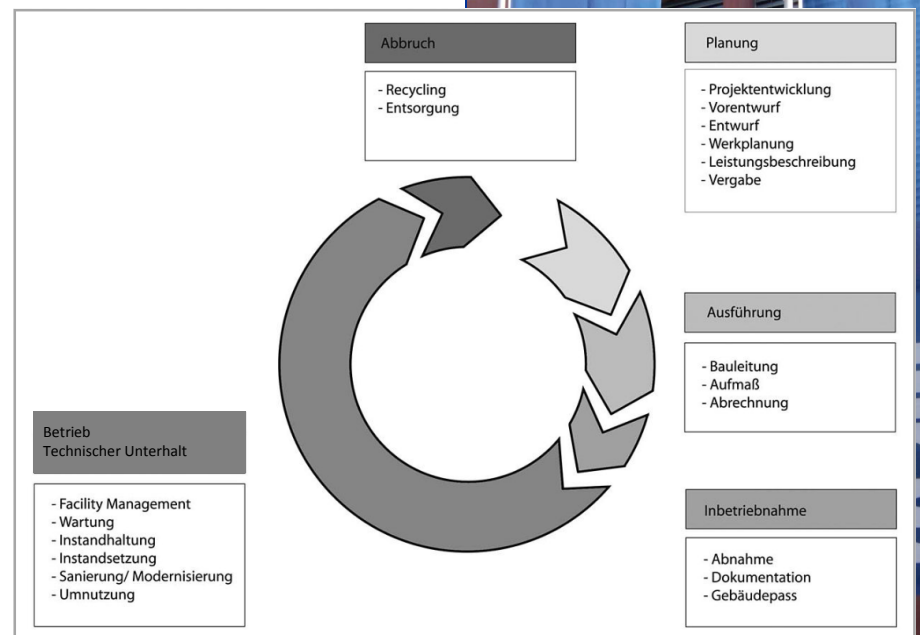 Abbruch
- Recycling
- Entsorgung
Planung
- Projektentwicklung
- Vorentwurf
- Entwurf
- Werkplanung
- Leistungsbeschreibung
- Vergabe
Ausführung
- Bauleitung
- Aufmaß
- Abrechnung
Inbetriebnahme
- Abnahme
- Dokumentation
- Gebäudepass
Betrieb
Technischer Unterhalt
- Facility Management
- Wartung
- Instandhaltung
- Instandsetzung
- Sanierung/ Modernisierung
- Umnutzung